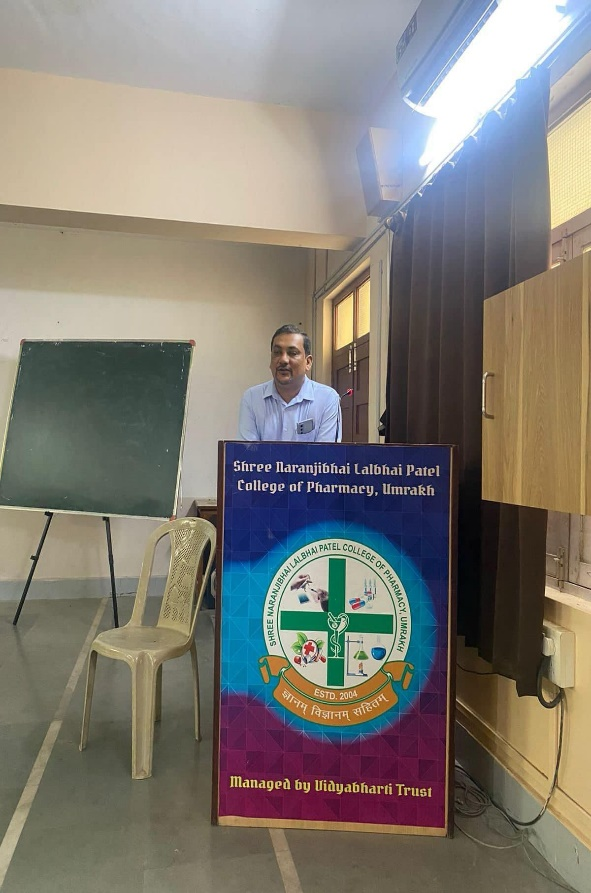 Shree Naranjibhai Lalbhai Patel
College of Pharmacy, Umrakh
SHREE NARANJIBHAI LALBHAI PATEL COLLEGE OF PHARMACY, UMRAKH
ESTD. 2004
ज्ञानम् विज्ञानम् सहितम्
Managed by Vidyabharti Trust